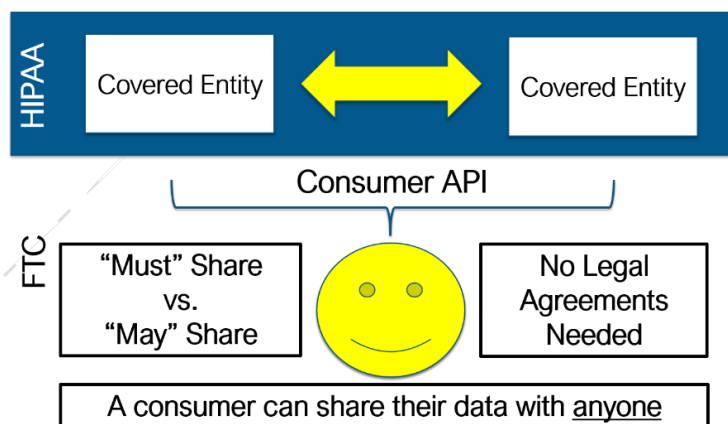 HIPAA
Covered Entity
Covered Entity
Consumer API
FTC
“Must” Share
vs.
“May” Share
No Legal
Agreements
Needed
A consumer can share their data with anyone